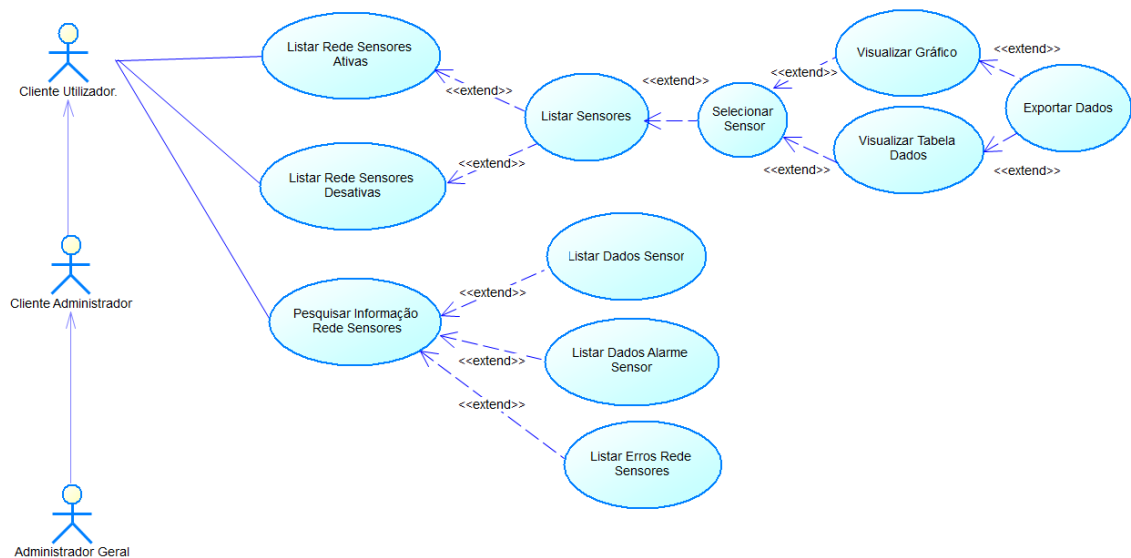 Cliente Utilizador.
Cliente Administrador
Administrador Geral
Listar Rede Sensores
Ativas
Listar Rede Sensores
Desativas
Pesquisar Informação
Rede Sensores
<<extend>>
<<extend>>
Listar Sensores
<<extend>>
Selecionar
Sensor
<<extend>>
<<extend>>
Visualizar Gráfico
Visualizar Tabela
Dados
<<extend>>
<<extend>>
Exportar Dados
<<extend>>
<<extend>>
<<extend>>
Listar Dados Sensor
Listar Dados Alarme
Sensor
Listar Erros Rede
Sensores